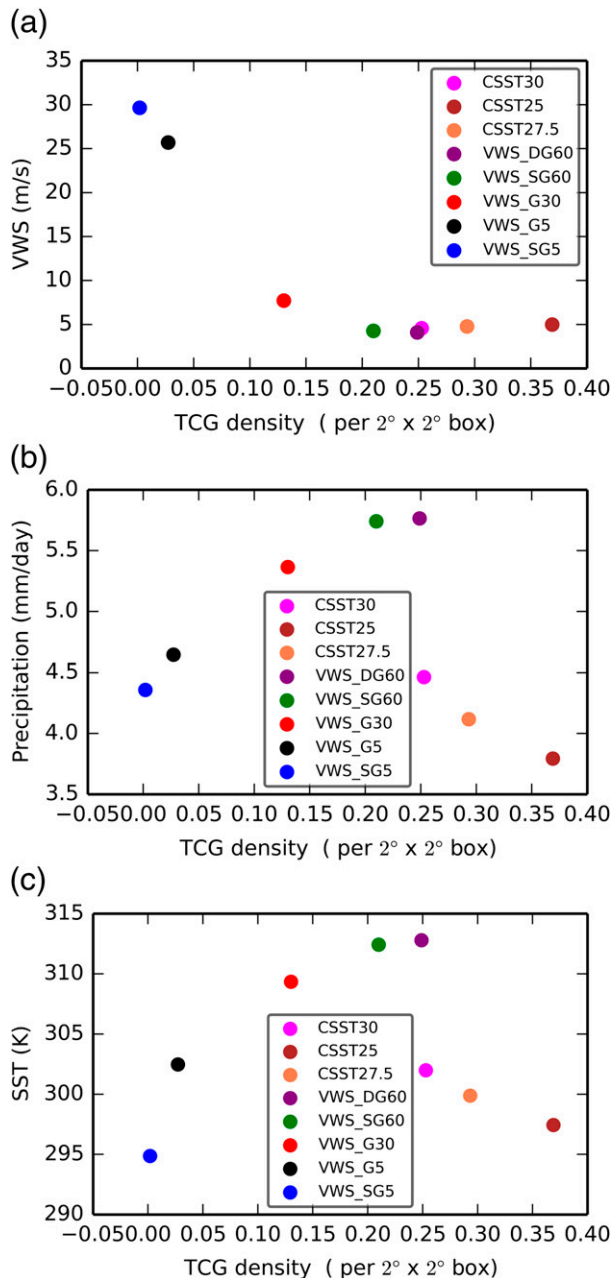 (a)
35
30
25
20
15
10
5
0
VWS (m/s)
CSST30
CSST25
CSST27.5
VWS_DG60
VWS_SG60
VWS_G30
VWS_G5
VWS_SG5
−0.05 0.00 0.05 0.10 0.15 0.20 0.25 0.30 0.35 0.40
TCG density ( per 2° x 2° box)
(b)
6.0
5.5
5.0
4.5
4.0
3.5
Precipitation (mm/day)
CSST30
CSST25
CSST27.5
VWS_DG60
VWS_SG60
VWS_G30
VWS_G5
VWS_SG5
−0.05 0.00 0.05 0.10 0.15 0.20 0.25 0.30 0.35 0.40
TCG density ( per 2° x 2° box)
(c)
315
310
305
300
295
290
SST (K)
CSST30
CSST25
CSST27.5
VWS_DG60
VWS_SG60
VWS_G30
VWS_G5
VWS_SG5
−0.05 0.00 0.05 0.10 0.15 0.20 0.25 0.30 0.35 0.40
TCG density ( per 2° x 2° box)